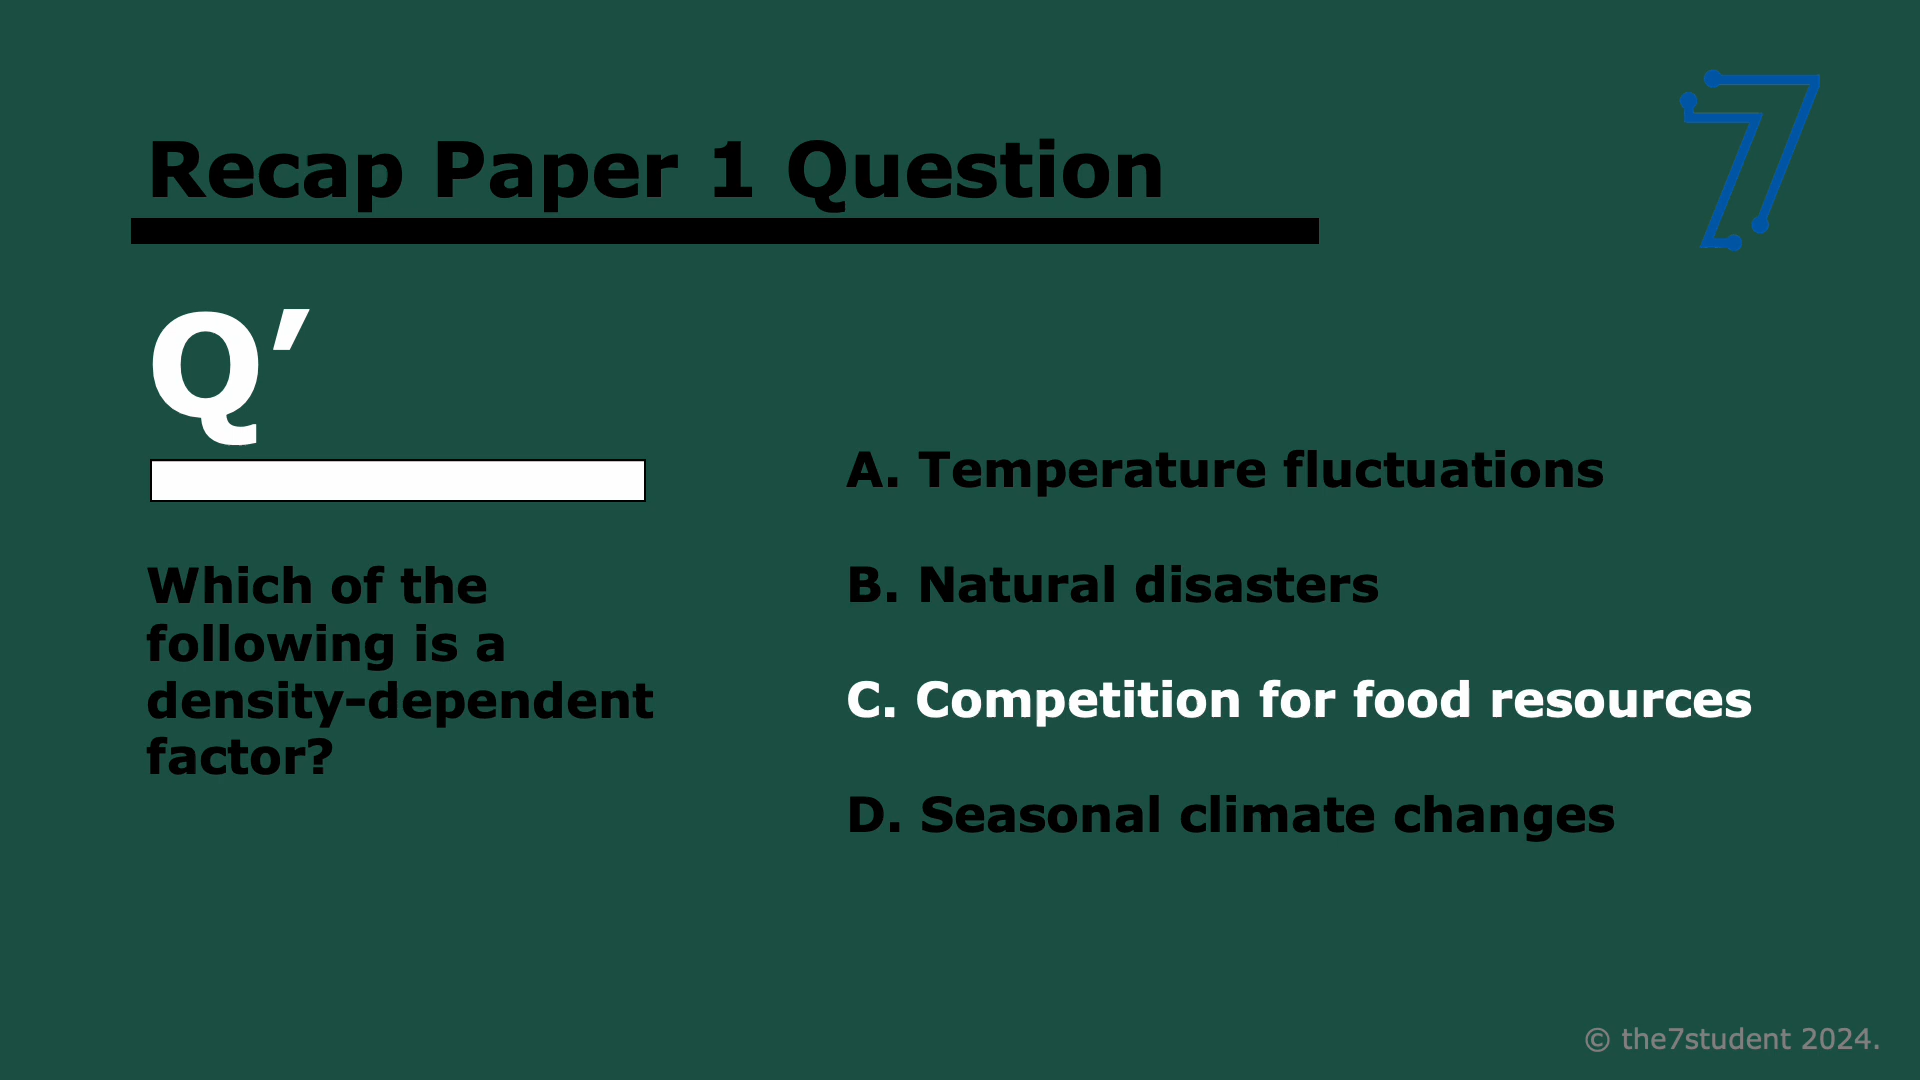 Recap Paper 1 Question
Q’
Which of the
following is a
density-dependent
factor?
A. Temperature fluctuations
B. Natural disasters
C. Competition for food resources
D. Seasonal climate changes
© the7student 2024.